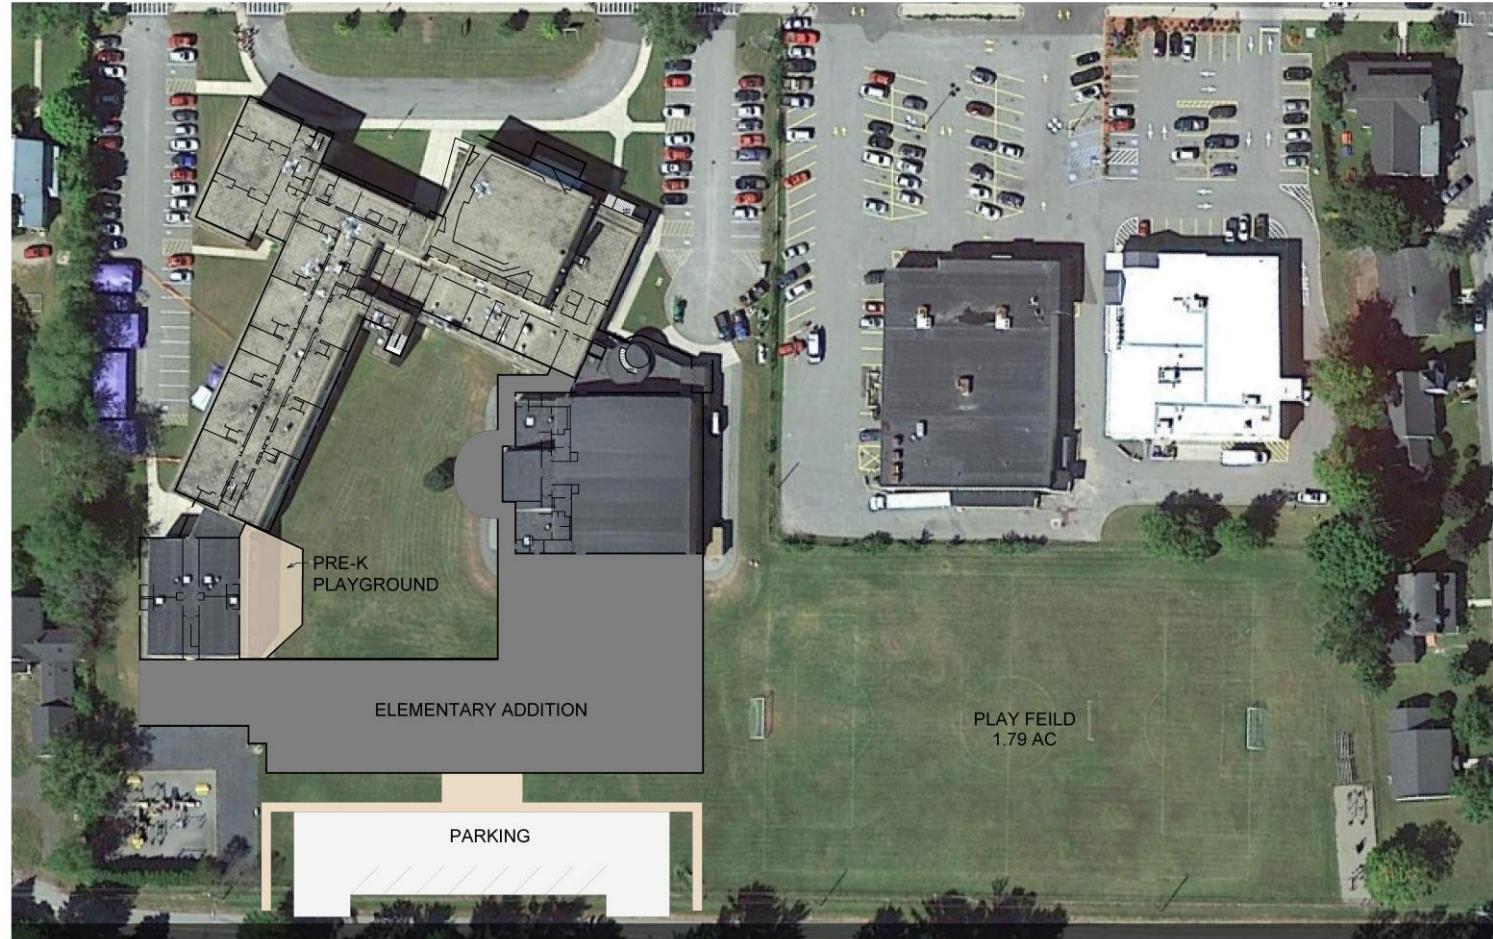 PRE-K
PLAYGROUND
ELEMENTARY ADDITION
PLAY FEILD
1.79 AC
PARKING